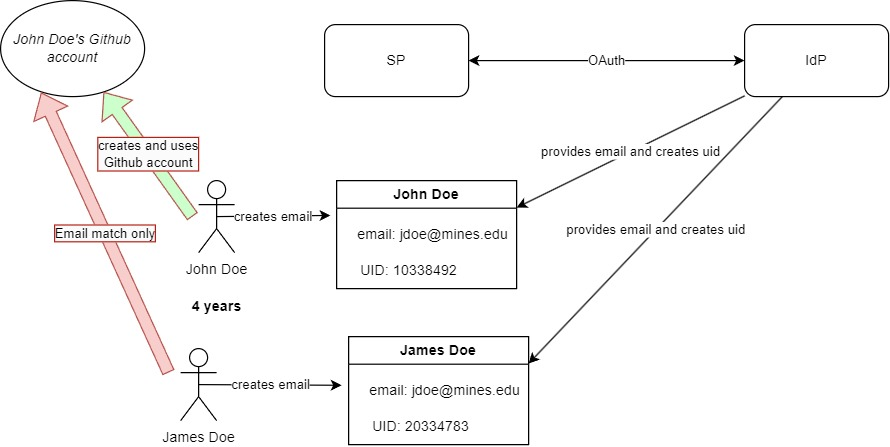 John Doe's Github
account
SP
OAuth
IdP
creates and uses
Github account
provides email and creates uid
John Doe
creates email
email: jdoe@mines.edu
Email match only
provides email and creates uid
John Doe
UID: 10338492
4 years
James Doe
creates email
email: jdoe@mines.edu
James Doe
UID: 20334783